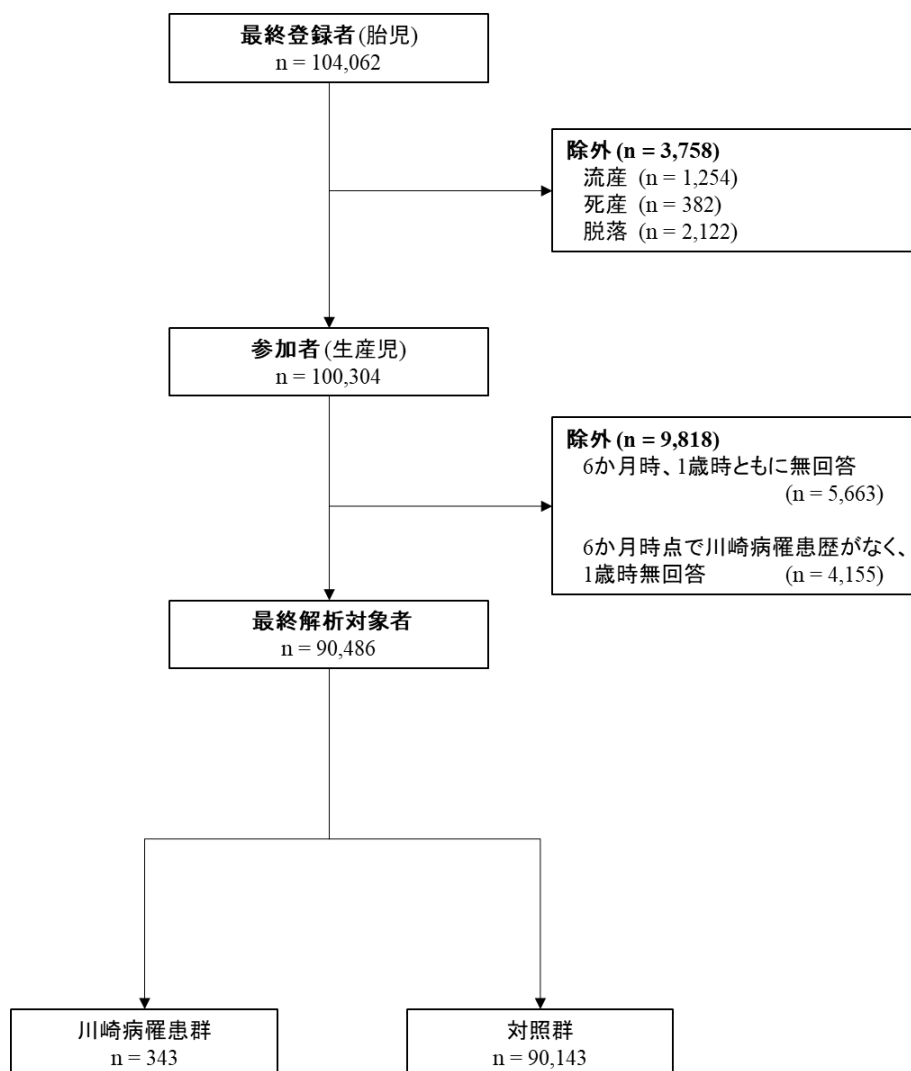 最終登録者 (胎児)
n = 104,062
除外 (n = 3,758)
流産 (n = 1,254)
死産 (n = 382)
脱落 (n = 2,122)
参加者 (生産児)
n = 100,304
除外 (n = 9,818)
6か月時、1歳時ともに無回答
(n = 5,663)
6か月時点で川崎病罹患歴がなく、
1歳時無回答 (n = 4,155)
最終解析対象者
n = 90,486
川崎病罹患群
n = 343
対照群
n = 90,143